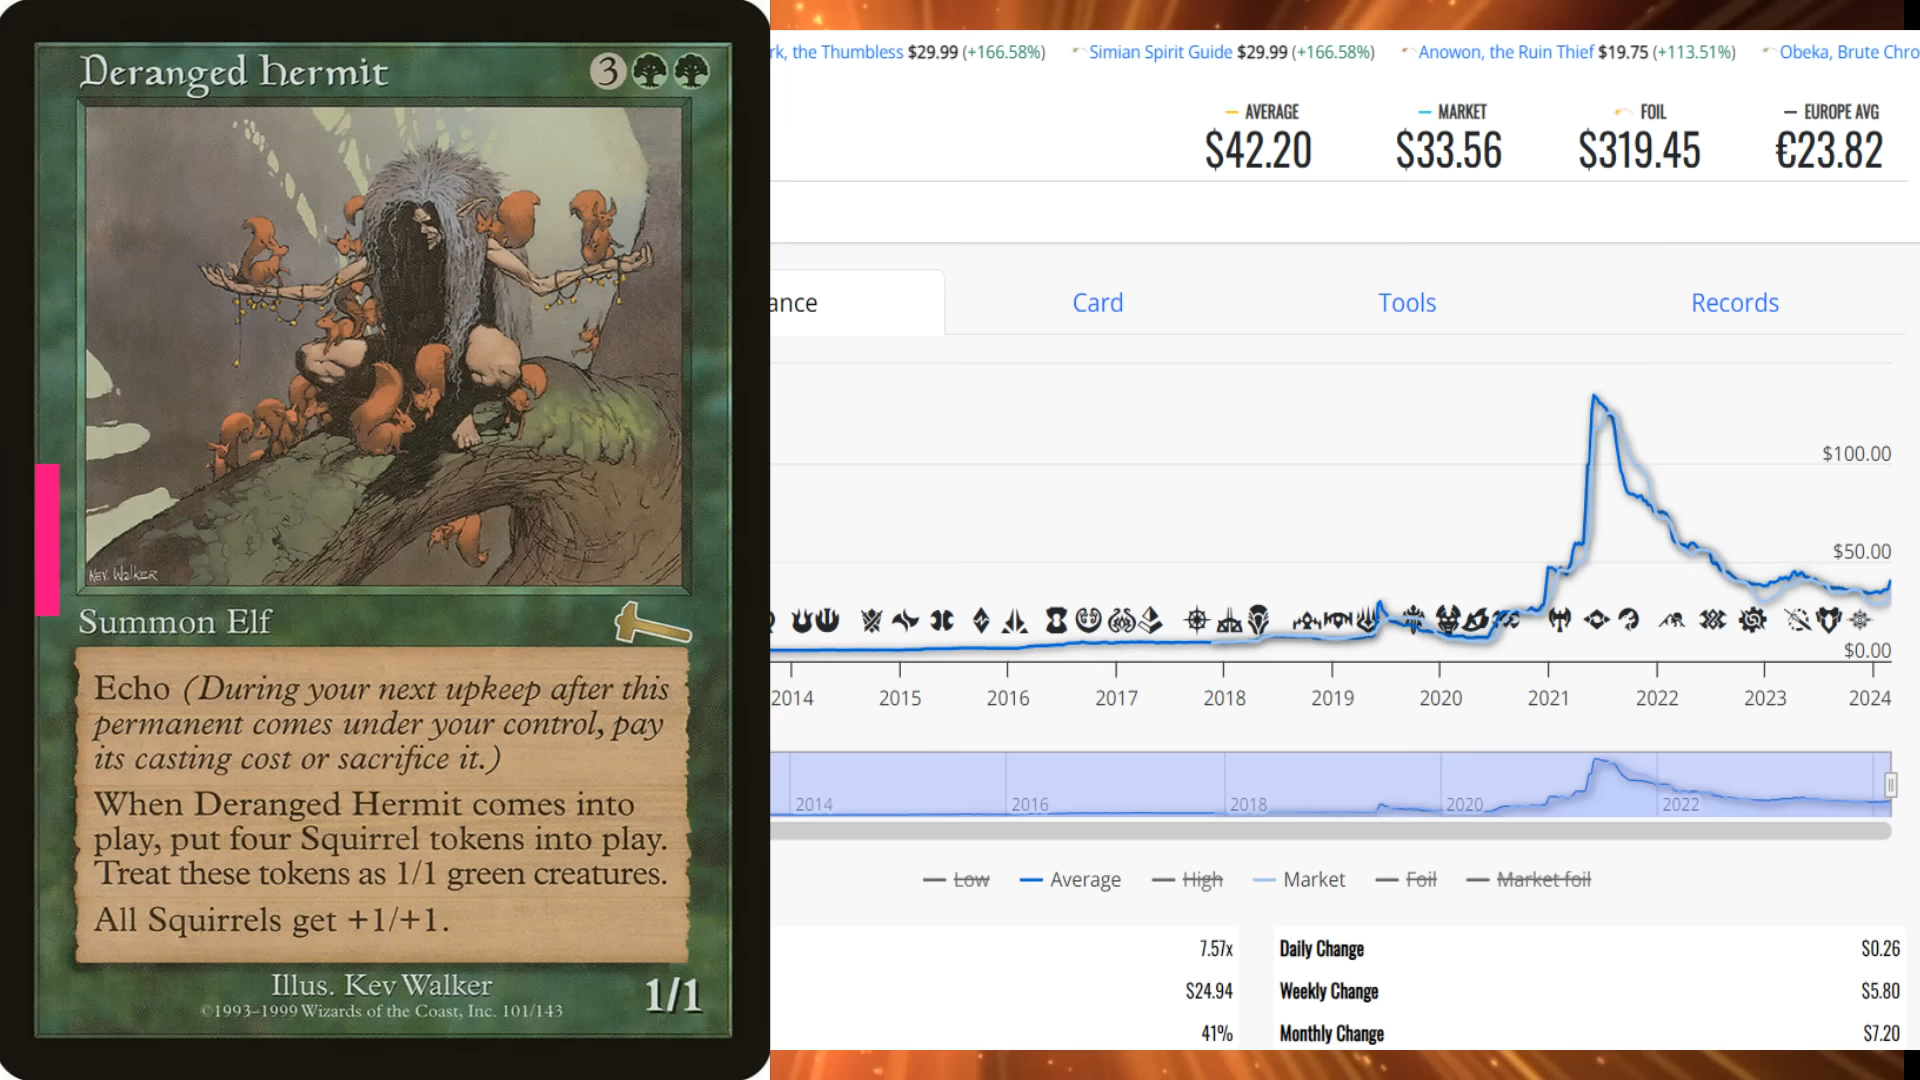 Deranged Hermit
3
Kev. Walker
Summon Elf
Echo (During your next upkeep after this
permanent comes under your control, pay
its casting cost or sacrifice it.)
When Deranged Hermit comes into
play, put four Squirrel tokens into play.
Treat these tokens as 1/1 green creatures.
All Squirrels get +1/+1.
Illus. Kev Walker
©1993–1999 Wizards of the Coast, Inc. 101/143
1/1
rk, the Thumbless $29.99 (+166.58%) Simian Spirit Guide $29.99 (+166.58%) Anowon, the Ruin Thief $19.75 (+113.51%) Obeka, Brute Chro
AVERAGE MARKET FOIL EUROPE AVG
$42.20 $33.56 $319.45 €23.82
ance Card Tools Records
$100.00
$50.00
$0.00
2014 2015 2016 2017 2018 2019 2020 2021 2022 2023 2024
2014 2016 2018 2020 2022
Low Average High Market Foil Market foil
7.57x Daily Change $0.26
$24.94 Weekly Change $5.80
41% Monthly Change $7.20